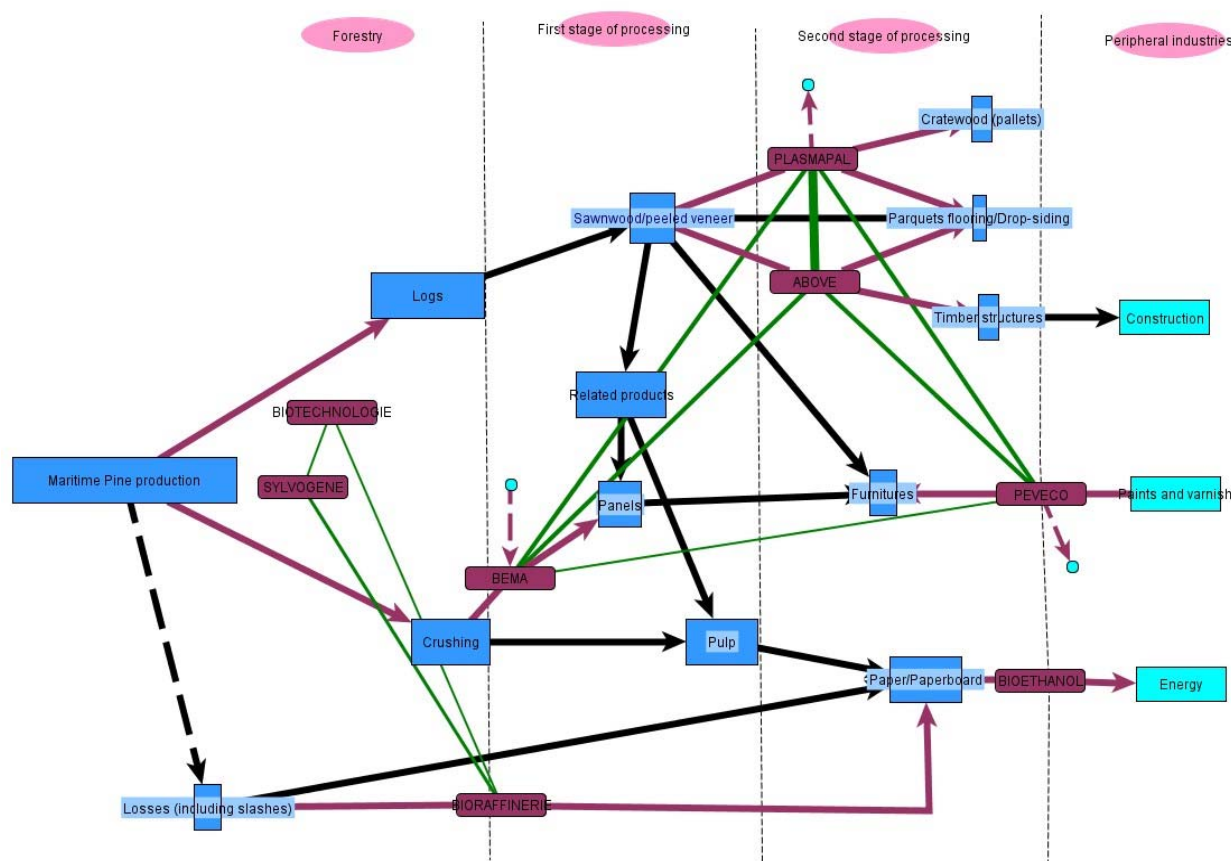 Forestry
First stage of processing
Second stage of processing
Peripheral industries
Cratewood (pallets)
PLASMAPAL
Sawnwood/peeled veneer
Parquets flooring/Drop-siding
ABOVE
Logs
Timber structures
Construction
Related products
BIOTECHNOLOGIE
Maritime Pine production
SYLVOGENE
Panels
Furnitures
PEVECO
Paints and varnish
BEMA
Crushing
Pulp
Paper/Paperboard
BIOETHANOL
Energy
Losses (including slashes)
BIORAFFINERIE